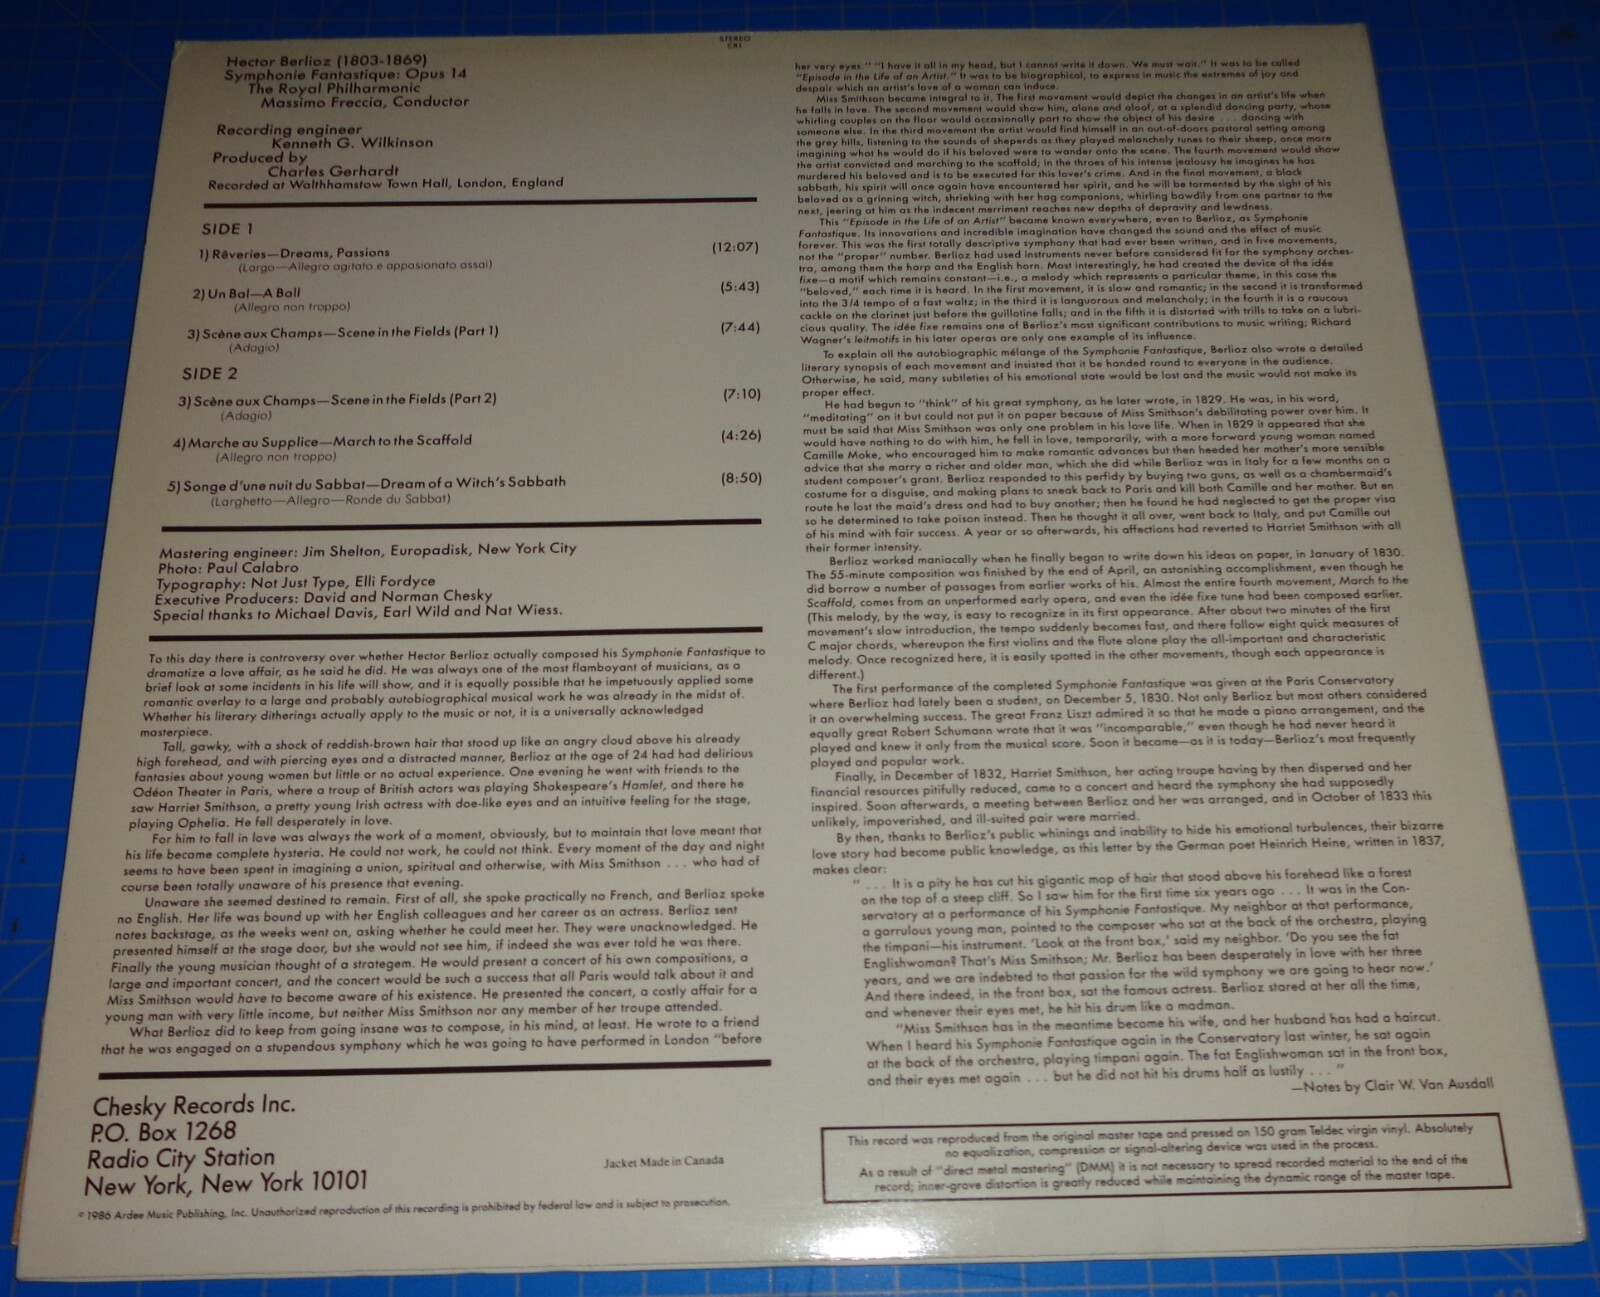 STEREO
CR1
Hector Berlioz (1803-1869)
Symphonie Fantastique: Opus 14
The Royal Philharmonic
Massimo Freccia, Conductor
Recording engineer
Kenneth G. Wilkinson
Produced by
Charles Gerhardt
Recorded at Walthhamstow Town Hall, London, England
SIDE 1
1) Rêveries—Dreams, Passions (12:07)
(Largo—Allegro agitato e appasionato assai)
2) Un Bal—A Ball (5:43)
(Allegro non troppo)
3) Scène aux Champs—Scene in the Fields (Part 1) (7:44)
(Adagio)
SIDE 2
3) Scène aux Champs—Scene in the Fields (Part 2) (7:10)
(Adagio)
4) Marche au Supplice—March to the Scaffold (4:26)
(Allegro non troppo)
5) Songe d'une nuit du Sabbat—Dream of a Witch's Sabbath (8:50)
(Larghetto—Allegro—Ronde du Sabbat)
Mastering engineer: Jim Shelton, Europadisk, New York City
Photo: Paul Calabro
Typography: Not Just Type, Elli Fordyce
Executive Producers: David and Norman Chesky
Special thanks to Michael Davis, Earl Wild and Nat Wiess.
To this day there is controversy over whether Hector Berlioz actually composed his Symphonie Fantastique to
dramatize a love affair, as he said he did. He was always one of the most flamboyant of musicians, as a
brief look at some incidents in his life will show, and it is equally possible that he impetuously applied some
romantic overlay to a large and probably autobiographical musical work he was already in the midst of.
Whether his literary ditherings actually apply to the music or not, it is a universally acknowledged
masterpiece.
Tall, gawky, with a shock of reddish-brown hair that stood up like an angry cloud above his already
high forehead, and with piercing eyes and a distracted manner, Berlioz at the age of 24 had had delirious
fantasies about young women but little or no actual experience. One evening he went with friends to the
Odéon Theater in Paris, where a troup of British actors was playing Shakespeare's Hamlet, and there he
saw Harriet Smithson, a pretty young Irish actress with doe-like eyes and an intuitive feeling for the stage,
playing Ophelia. He fell desperately in love.
For him to fall in love was always the work of a moment, obviously, but to maintain that love meant that
his life became complete hysteria. He could not work, he could not think. Every moment of the day and night
seems to have been spent in imagining a union, spiritual and otherwise, with Miss Smithson . . . who had of
course been totally unaware of his presence that evening.
Unaware she seemed destined to remain. First of all, she spoke practically no French, and Berlioz spoke
no English. Her life was bound up with her English colleagues and her career as an actress. Berlioz sent
notes backstage, as the weeks went on, asking whether he could meet her. They were unacknowledged. He
presented himself at the stage door, but she would not see him, if indeed she was ever told he was there.
Finally the young musician thought of a strategem. He would present a concert of his own compositions, a
large and important concert, and the concert would be such a success that all Paris would talk about it and
Miss Smithson would have to become aware of his existence. He presented the concert, a costly affair for a
young man with very little income, but neither Miss Smithson nor any member of her troupe attended.
What Berlioz did to keep from going insane was to compose, in his mind, at least. He wrote to a friend
that he was engaged on a stupendous symphony which he was going to have performed in London "before
Chesky Records Inc.
P.O. Box 1268
Radio City Station
New York, New York 10101
Jacket Made in Canada
© 1986 Ardee Music Publishing, Inc. Unauthorized reproduction of this recording is prohibited by federal law and is subject to prosecution.
her very eyes." "I have it all in my head, but I cannot write it down. We must wait." It was to be called
"Episode in the Life of an Artist." It was to be biographical, to express in music the extremes of joy and
despair which an artist's love of a woman can induce.
Miss Smithson became integral to it. The first movement would depict the changes in an artist's life when
he falls in love. The second movement would show him, alone and aloof, at a splendid dancing party, whose
whirling couples on the floor would occasionally part to show the object of his desire . . . dancing with
someone else. In the third movement the artist would find himself in an out-of-doors pastoral setting among
the grey hills, listening to the sounds of sheperds as they played melancholy tunes to their sheep, once more
imagining what he would do if his beloved were to wander onto the scene. The fourth movement would show
the artist convicted and marching to the scaffold; in the throes of his intense jealousy he imagines he has
murdered his beloved and is to be executed for this lover's crime. And in the final movement, a black
sabbath, his spirit will once again have encountered her spirit, and he will be tormented by the sight of his
beloved as a grinning witch, shrieking with her hag companions, whirling bawdily from one partner to the
next, jeering at him as the indecent merriment reaches new depths of depravity and lewdness.
This "Episode in the Life of an Artist" became known everywhere, even to Berlioz, as Symphonie
Fantastique. Its innovations and incredible imagination have changed the sound and the effect of music
forever. This was the first totally descriptive symphony that had ever been written, and in five movements,
not the "proper" number. Berlioz had used instruments never before considered fit for the symphony orches-
tra, among them the harp and the English horn. Most interestingly, he had created the device of the idée
fixe—a motif which remains constant—i.e., a melody which represents a particular theme, in this case the
"beloved," each time it is heard. In the first movement, it is slow and romantic; in the second it is transformed
into the 3/4 tempo of a fast waltz; in the third it is languorous and melancholy; in the fourth it is a raucous
cackle on the clarinet just before the guillotine falls; and in the fifth it is distorted with trills to take on a lubri-
cious quality. The idée fixe remains one of Berlioz's most significant contributions to music writing; Richard
Wagner's leitmotifs in his later operas are only one example of its influence.
To explain all the autobiographic mélange of the Symphonie Fantastique, Berlioz also wrote a detailed
literary synopsis of each movement and insisted that it be handed round to everyone in the audience.
Otherwise, he said, many subtleties of his emotional state would be lost and the music would not make its
proper effect.
He had begun to "think" of his great symphony, as he later wrote, in 1829. He was, in his word,
"meditating" on it but could not put it on paper because of Miss Smithson's debilitating power over him. It
must be said that Miss Smithson was only one problem in his love life. When in 1829 it appeared that she
would have nothing to do with him, he fell in love, temporarily, with a more forward young woman named
Camille Moke, who encouraged him to make romantic advances but then heeded her mother's more sensible
advice that she marry a richer and older man, which she did while Berlioz was in Italy for a few months on a
student composer's grant. Berlioz responded to this perfidy by buying two guns, as well as a chambermaid's
costume for a disguise, and making plans to sneak back to Paris and kill both Camille and her mother. But en
route he lost the maid's dress and had to buy another; then he found he had neglected to get the proper visa
so he determined to take poison instead. Then he thought it all over, went back to Italy, and put Camille out
of his mind with fair success. A year or so afterwards, his affections had reverted to Harriet Smithson with all
their former intensity.
Berlioz worked maniacally when he finally began to write down his ideas on paper, in January of 1830.
The 55-minute composition was finished by the end of April, an astonishing accomplishment, even though he
did borrow a number of passages from earlier works of his. Almost the entire fourth movement, March to the
Scaffold, comes from an unperformed early opera, and even the idée fixe tune had been composed earlier.
(This melody, by the way, is easy to recognize in its first appearance. After about two minutes of the first
movement's slow introduction, the tempo suddenly becomes fast, and there follow eight quick measures of
C major chords, whereupon the first violins and the flute alone play the all-important and characteristic
melody. Once recognized here, it is easily spotted in the other movements, though each appearance is
different.)
The first performance of the completed Symphonie Fantastique was given at the Paris Conservatory
where Berlioz had lately been a student, on December 5, 1830. Not only Berlioz but most others considered
it an overwhelming success. The great Franz Liszt admired it so that he made a piano arrangement, and the
equally great Robert Schumann wrote that it was "incomparable," even though he had never heard it
played and knew it only from the musical score. Soon it became—as it is today—Berlioz's most frequently
played and popular work.
Finally, in December of 1832, Harriet Smithson, her acting troupe having by then dispersed and her
financial resources pitifully reduced, came to a concert and heard the symphony she had supposedly
inspired. Soon afterwards, a meeting between Berlioz and her was arranged, and in October of 1833 this
unlikely, impoverished, and ill-suited pair were married.
By then, thanks to Berlioz's public whinings and inability to hide his emotional turbulences, their bizarre
love story had become public knowledge, as this letter by the German poet Heinrich Heine, written in 1837,
makes clear:
" . . . It is a pity he has cut his gigantic mop of hair that stood above his forehead like a forest
on the top of a steep cliff. So I saw him for the first time six years ago . . . It was in the Con-
servatory at a performance of his Symphonie Fantastique. My neighbor at that performance,
a garrulous young man, pointed to the composer who sat at the back of the orchestra, playing
the timpani—his instrument. 'Look at the front box,' said my neighbor. 'Do you see the fat
Englishwoman? That's Miss Smithson; Mr. Berlioz has been desperately in love with her three
years, and we are indebted to that passion for the wild symphony we are going to hear now.'
And there indeed, in the front box, sat the famous actress. Berlioz stared at her all the time,
and whenever their eyes met, he hit his drum like a madman.
"Miss Smithson has in the meantime become his wife, and her husband has had a haircut.
When I heard his Symphonie Fantastique again in the Conservatory last winter, he sat again
at the back of the orchestra, playing timpani again. The fat Englishwoman sat in the front box,
and their eyes met again . . . but he did not hit his drums half as lustily . . . "
—Notes by Clair W. Van Ausdall
This record was reproduced from the original master tape and pressed on 150 gram Teldec virgin vinyl. Absolutely
no equalization, compression or signal-altering device was used in the process.
As a result of "direct metal mastering" (DMM) it is not necessary to spread recorded material to the end of the
record; inner-grove distortion is greatly reduced while maintaining the dynamic range of the master tape.